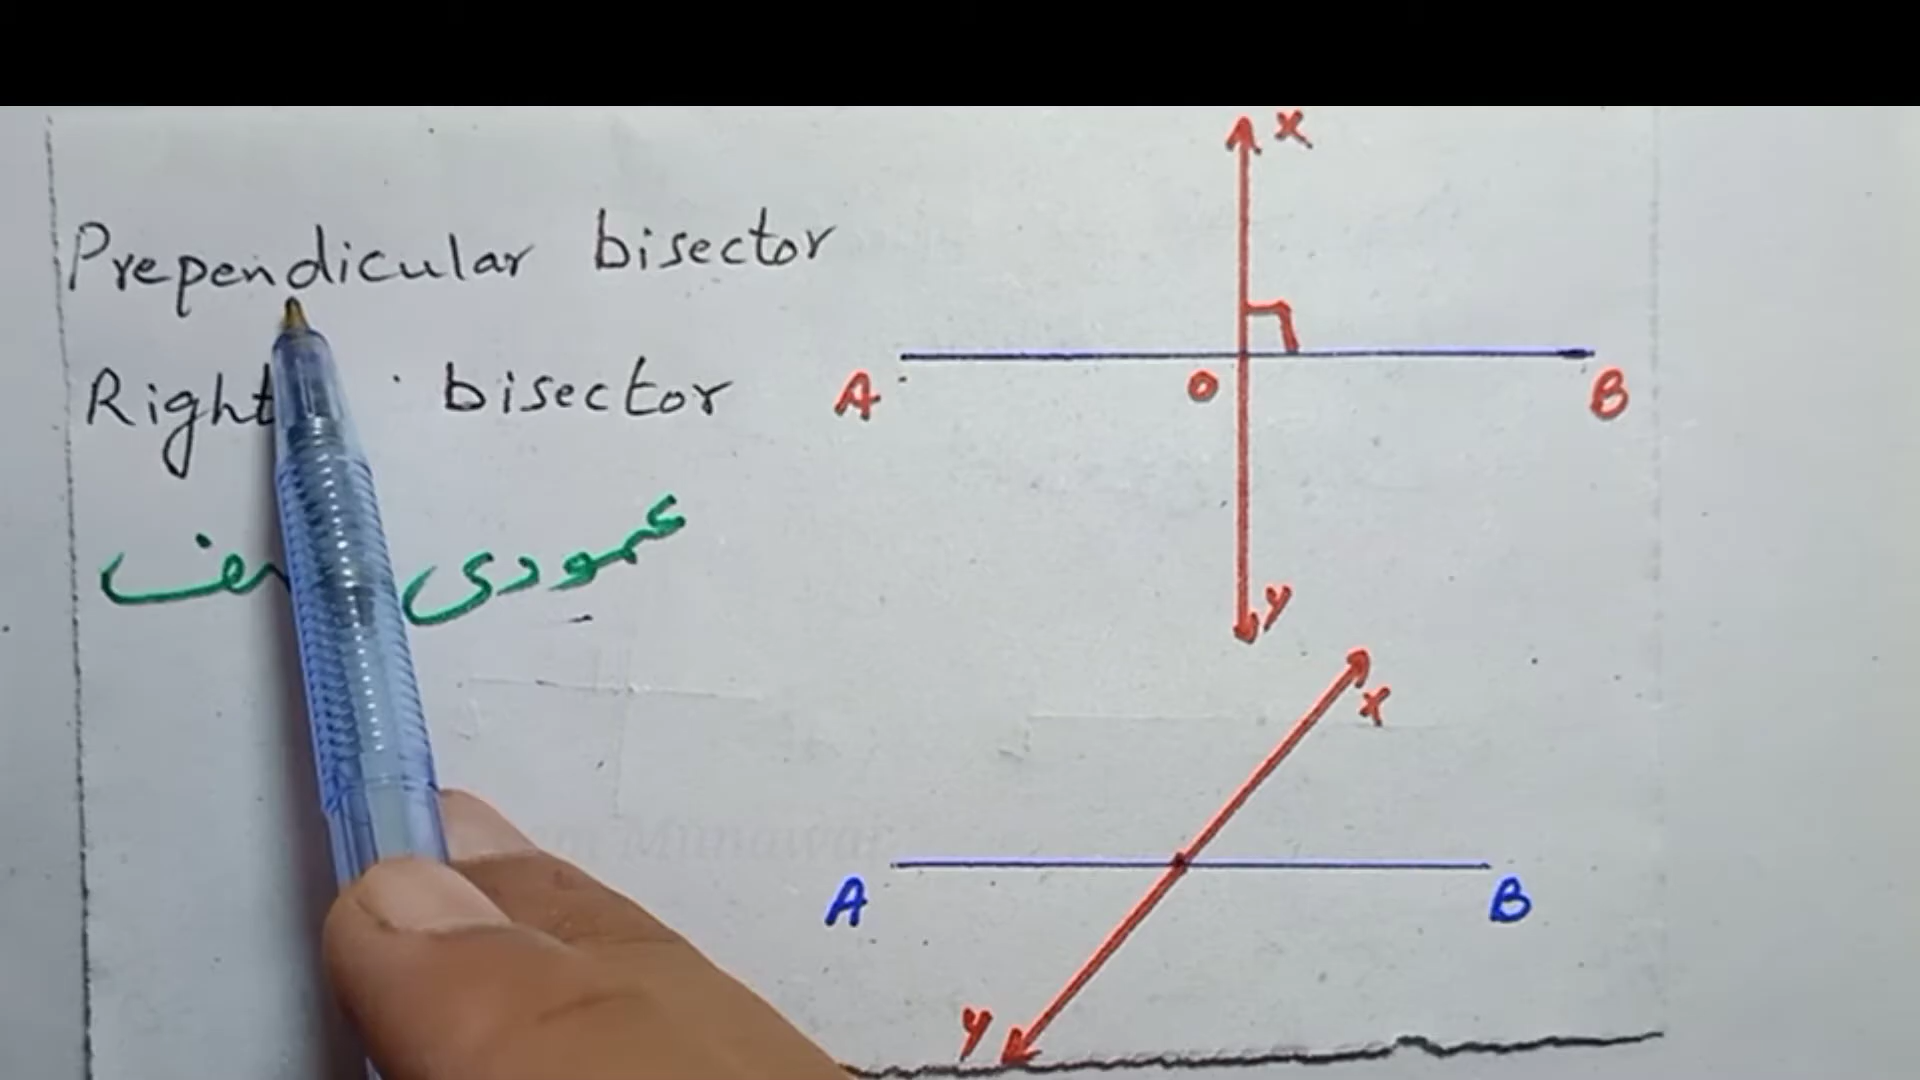 Prependicular bisector
Right bisector
عمودی
X
A
O
B
Y
X
A
B
Y